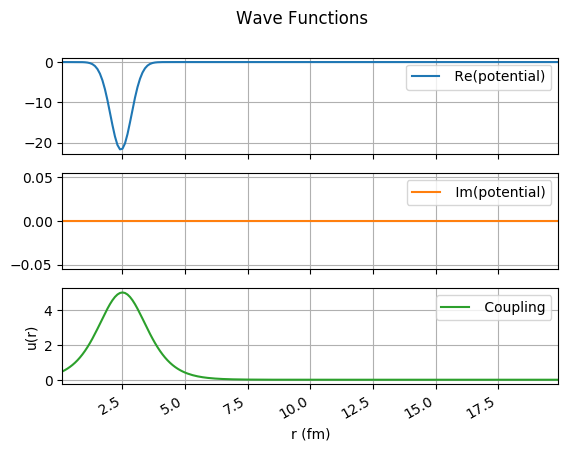 Wave Functions
0
−10
−20
Re(potential)
0.05
0.00
−0.05
Im(potential)
4
2
0
u(r)
Coupling
2.5 5.0 7.5 10.0 12.5 15.0 17.5
r (fm)